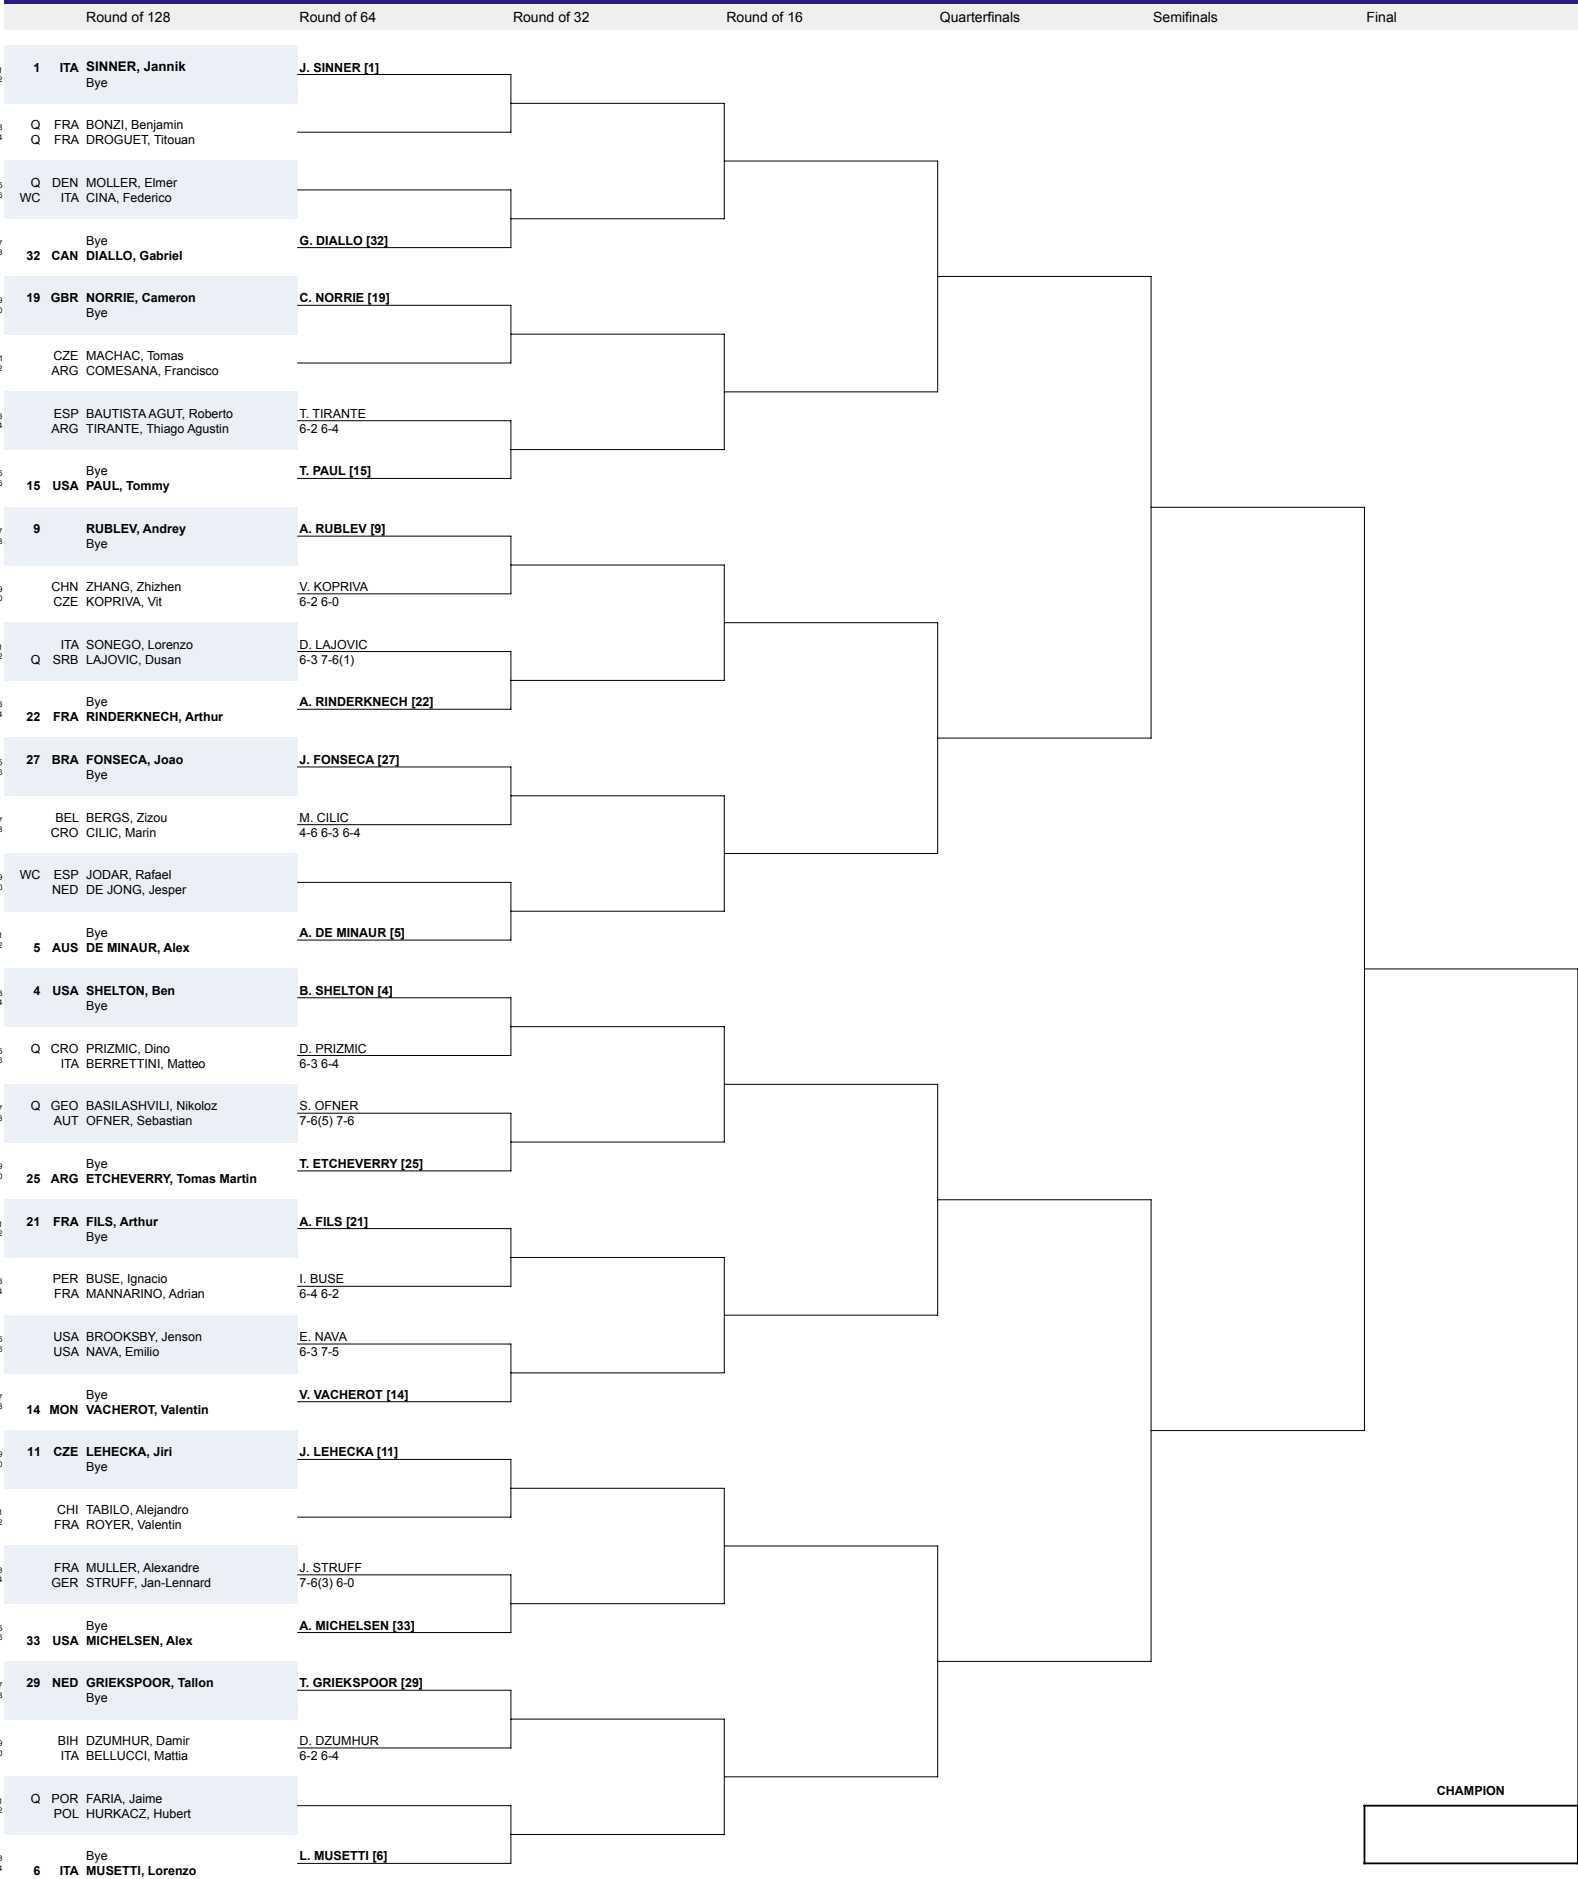 Round of 128 Round of 64 Round of 32 Round of 16 Quarterfinals Semifinals Final
1 ITA SINNER, Jannik
Bye
J. SINNER [1]
Q FRA BONZI, Benjamin
Q FRA DROGUET, Titouan
Q DEN MOLLER, Elmer
WC ITA CINA, Federico
Bye
32 CAN DIALLO, Gabriel
G. DIALLO [32]
19 GBR NORRIE, Cameron
Bye
C. NORRIE [19]
CZE MACHAC, Tomas
ARG COMESANA, Francisco
ESP BAUTISTA AGUT, Roberto
ARG TIRANTE, Thiago Agustin
T. TIRANTE
6-2 6-4
Bye
15 USA PAUL, Tommy
T. PAUL [15]
9 RUBLEV, Andrey
Bye
A. RUBLEV [9]
CHN ZHANG, Zhizhen
CZE KOPRIVA, Vit
V. KOPRIVA
6-2 6-0
ITA SONEGO, Lorenzo
Q SRB LAJOVIC, Dusan
D. LAJOVIC
6-3 7-6(1)
Bye
22 FRA RINDERKNECH, Arthur
A. RINDERKNECH [22]
27 BRA FONSECA, Joao
Bye
J. FONSECA [27]
BEL BERGS, Zizou
CRO CILIC, Marin
M. CILIC
4-6 6-3 6-4
WC ESP JODAR, Rafael
NED DE JONG, Jesper
Bye
5 AUS DE MINAUR, Alex
A. DE MINAUR [5]
4 USA SHELTON, Ben
Bye
B. SHELTON [4]
Q CRO PRIZMIC, Dino
ITA BERRETTINI, Matteo
D. PRIZMIC
6-3 6-4
Q GEO BASILASHVILI, Nikoloz
AUT OFNER, Sebastian
S. OFNER
7-6(5) 7-6
Bye
25 ARG ETCHEVERRY, Tomas Martin
T. ETCHEVERRY [25]
21 FRA FILS, Arthur
Bye
A. FILS [21]
PER BUSE, Ignacio
FRA MANNARINO, Adrian
I. BUSE
6-4 6-2
USA BROOKSBY, Jenson
USA NAVA, Emilio
E. NAVA
6-3 7-5
Bye
14 MON VACHEROT, Valentin
V. VACHEROT [14]
11 CZE LEHECKA, Jiri
Bye
J. LEHECKA [11]
CHI TABILO, Alejandro
FRA ROYER, Valentin
FRA MULLER, Alexandre
GER STRUFF, Jan-Lennard
J. STRUFF
7-6(3) 6-0
Bye
33 USA MICHELSEN, Alex
A. MICHELSEN [33]
29 NED GRIEKSPOOR, Tallon
Bye
T. GRIEKSPOOR [29]
BIH DZUMHUR, Damir
ITA BELLUCCI, Mattia
D. DZUMHUR
6-2 6-4
Q POR FARIA, Jaime
POL HURKACZ, Hubert
Bye
6 ITA MUSETTI, Lorenzo
L. MUSETTI [6]
CHAMPION